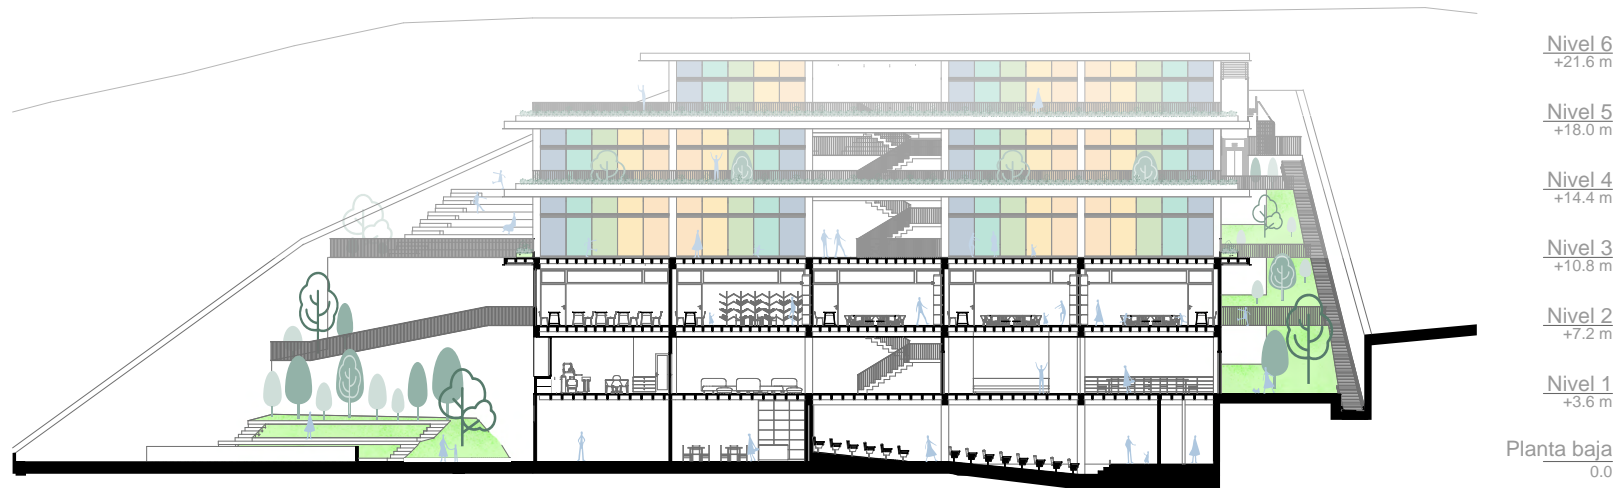 Nivel 6
+21.6 m
Nivel 5
+18.0 m
Nivel 4
+14.4 m
Nivel 3
+10.8 m
Nivel 2
+7.2 m
Nivel 1
+3.6 m
Planta baja
0.0